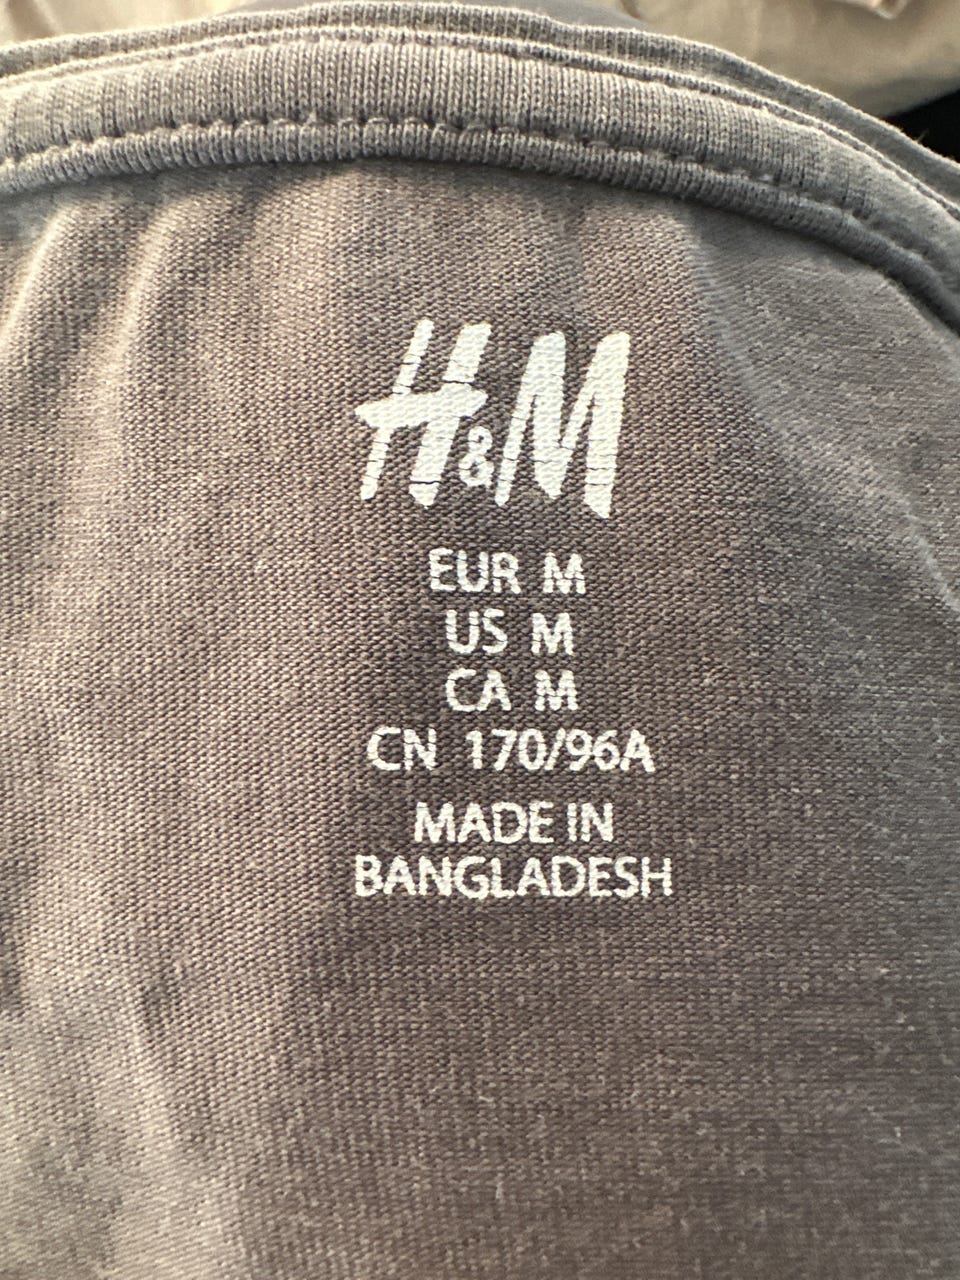 H&M
EUR M
US M
CA M
CN 170/96A
MADE IN
BANGLADESH